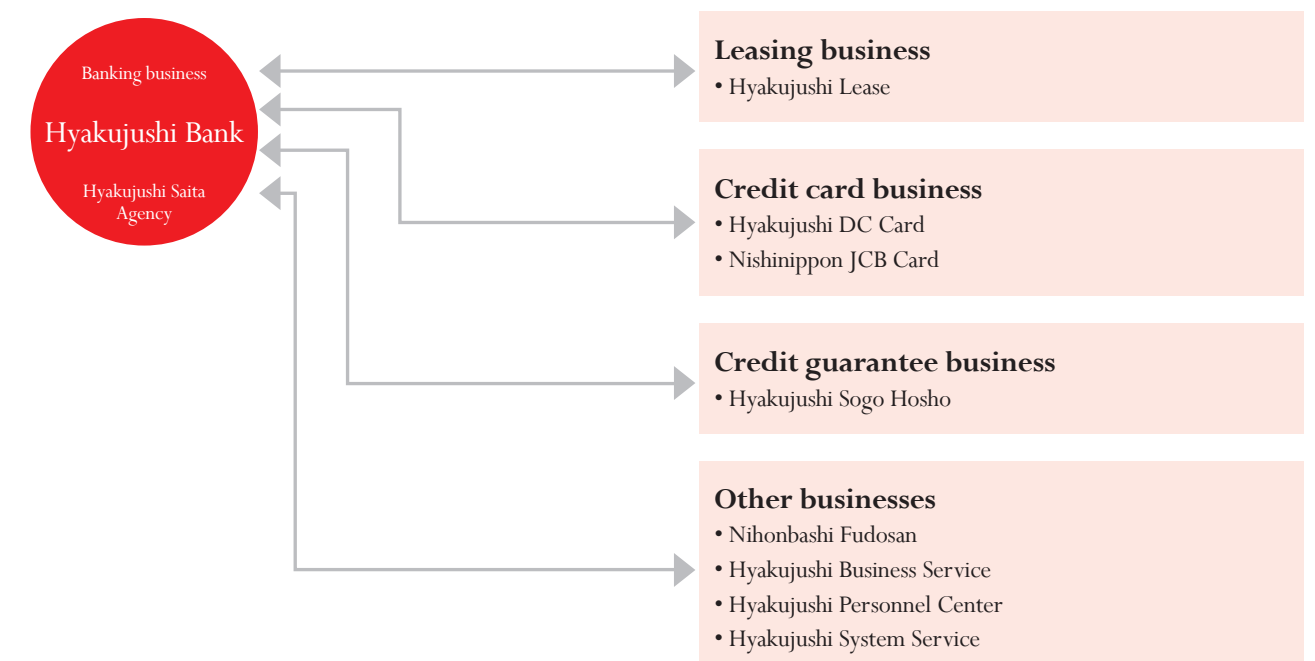 Banking business
Hyakujushi Bank
Hyakujushi Saita
Agency
Leasing business
• Hyakujushi Lease
Credit card business
• Hyakujushi DC Card
• Nishinippon JCB Card
Credit guarantee business
• Hyakujushi Sogo Hosho
Other businesses
• Nihonbashi Fudosan
• Hyakujushi Business Service
• Hyakujushi Personnel Center
• Hyakujushi System Service